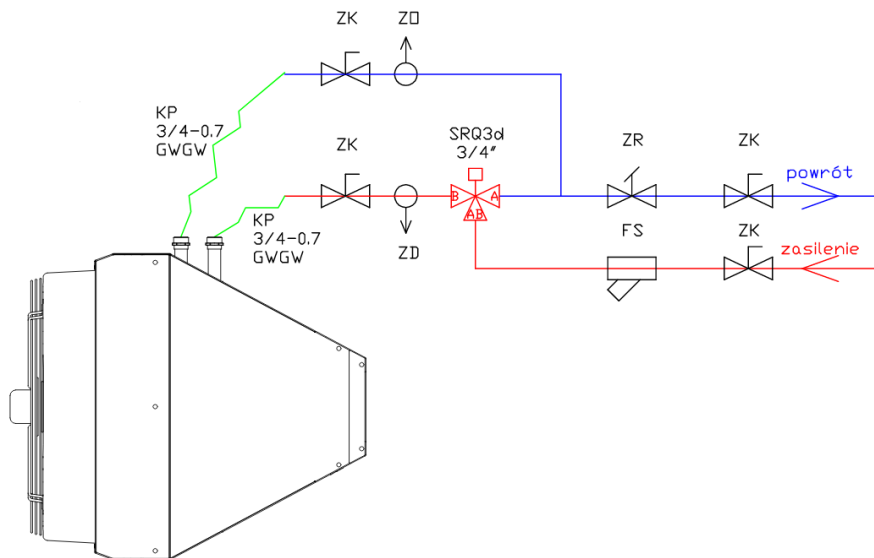 ZK
ZO
KP
3/4-0.7
GWGW
ZK
SRQ3d
3/4"
ZR
ZK
powrót
B
A
AB
KP
3/4-0.7
GWGW
ZD
FS
ZK
zasilenie